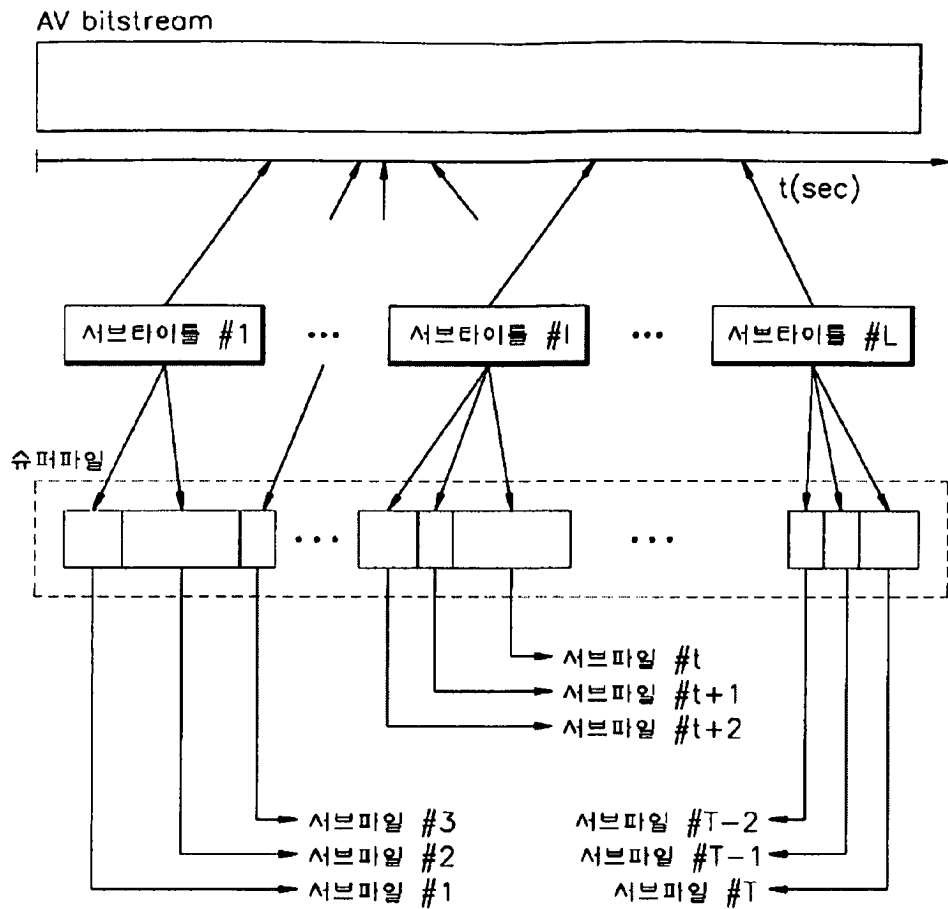 AV bitstream
t(sec)
서브타이틀 #1 ... 서브타이틀 #l ... 서브타이틀 #L
슈퍼파일
... ...
서브파일 #t
서브파일 #t+1
서브파일 #t+2
서브파일 #3 서브파일 #T-2
서브파일 #2 서브파일 #T-1
서브파일 #1 서브파일 #T